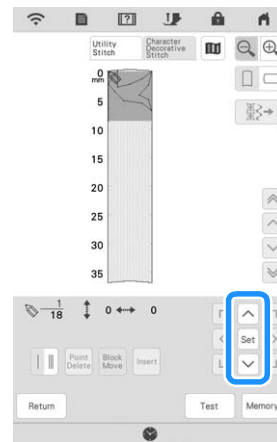 Utility Stitch
Character Decorative Stitch
0
mm
5
10
15
20
25
30
35
1
18
0
0
Set
Point Delete
Block Move
Insert
Return
Test
Memory